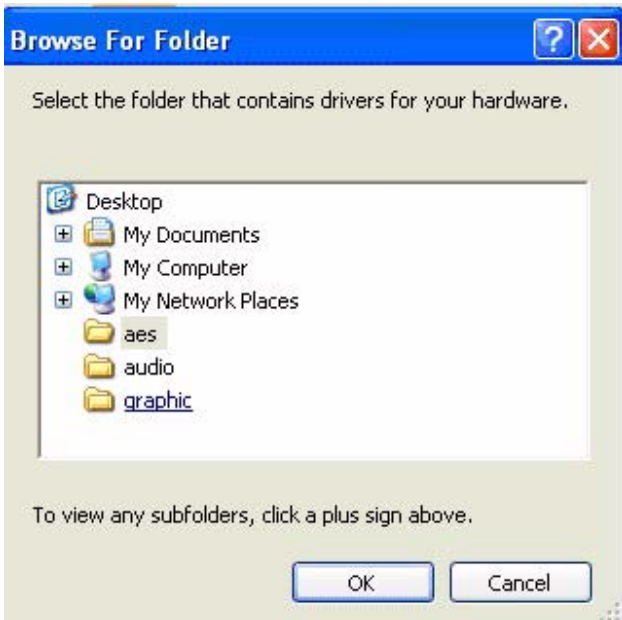 Browse For Folder
Select the folder that contains drivers for your hardware.
Desktop
My Documents
My Computer
My Network Places
aes
audio
graphic
To view any subfolders, click a plus sign above.
OK Cancel